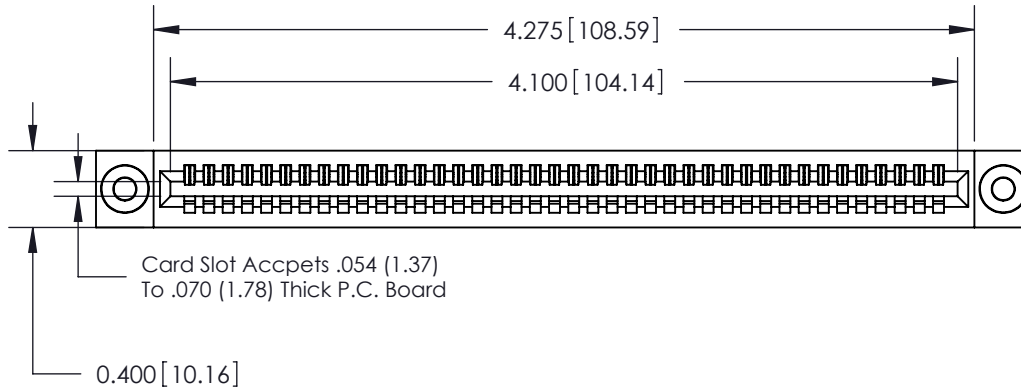 4.275 [108.59]
4.100 [104.14]
Card Slot Accpets .054 (1.37)
To .070 (1.78) Thick P.C. Board
0.400 [10.16]